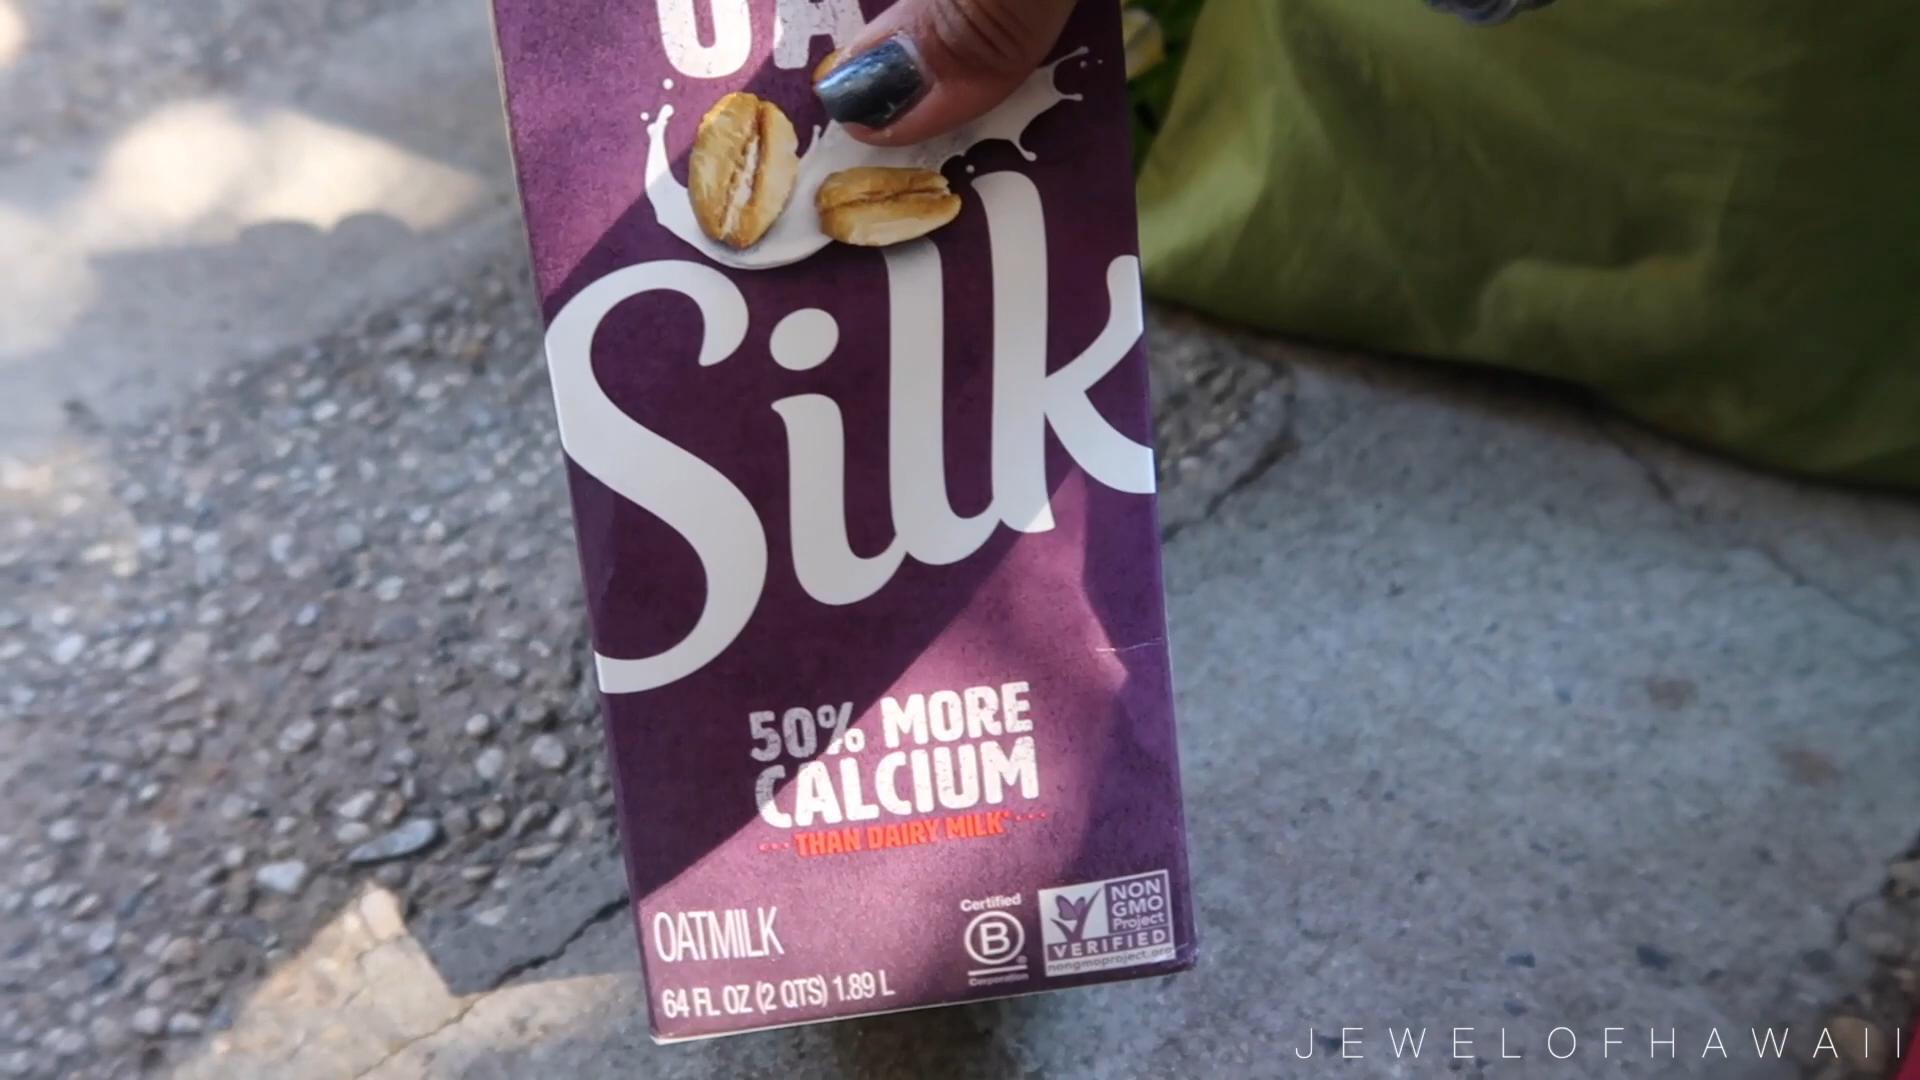 Silk
50% MORE
CALCIUM
THAN DAIRY MILK*
OATMILK
64 FL OZ (2 QTS) 1.89 L
Certified
B
Corporation
NON
GMO
Project
VERIFIED
nongmoproject.org
JEWELOFHAWAII